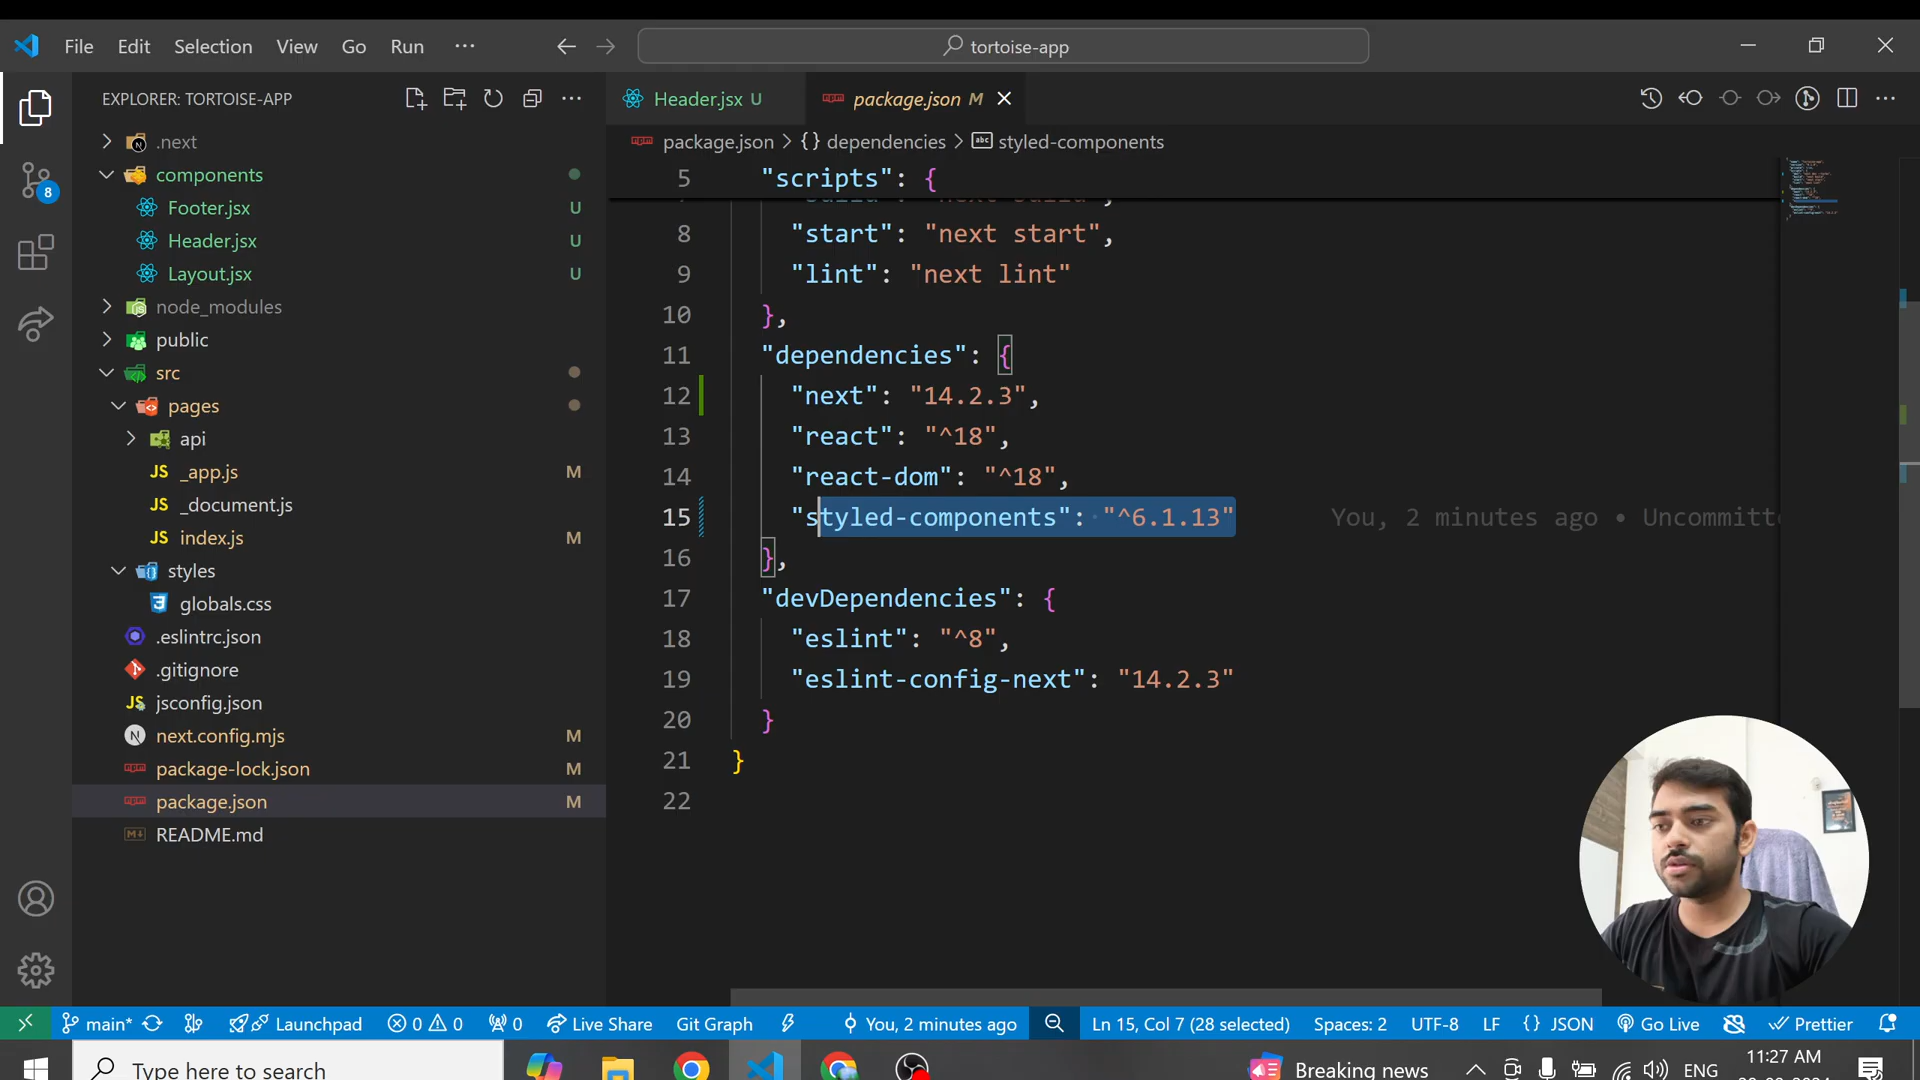 File Edit Selection View Go Run ··· tortoise-app
EXPLORER: TORTOISE-APP
Header.jsx U package.json M
package.json > {} dependencies > styled-components
.next
components
Footer.jsx U
Header.jsx U
Layout.jsx U
node_modules
public
src
pages
api
JS _app.js M
JS _document.js
JS index.js M
styles
globals.css
.eslintrc.json
.gitignore
JS jsconfig.json
next.config.mjs M
package-lock.json M
package.json M
README.md
8
5 "scripts": {
8 "start": "next start",
9 "lint": "next lint"
10 },
11 "dependencies": {
12 "next": "14.2.3",
13 "react": "^18",
14 "react-dom": "^18",
15 "styled-components": "^6.1.13" You, 2 minutes ago • Uncommitte
16 },
17 "devDependencies": {
18 "eslint": "^8",
19 "eslint-config-next": "14.2.3"
20 }
21 }
22
main* Launchpad 0 0 0 Live Share Git Graph You, 2 minutes ago Ln 15, Col 7 (28 selected) Spaces: 2 UTF-8 LF {} JSON Go Live Prettier
Type here to search Breaking news ENG 11:27 AM